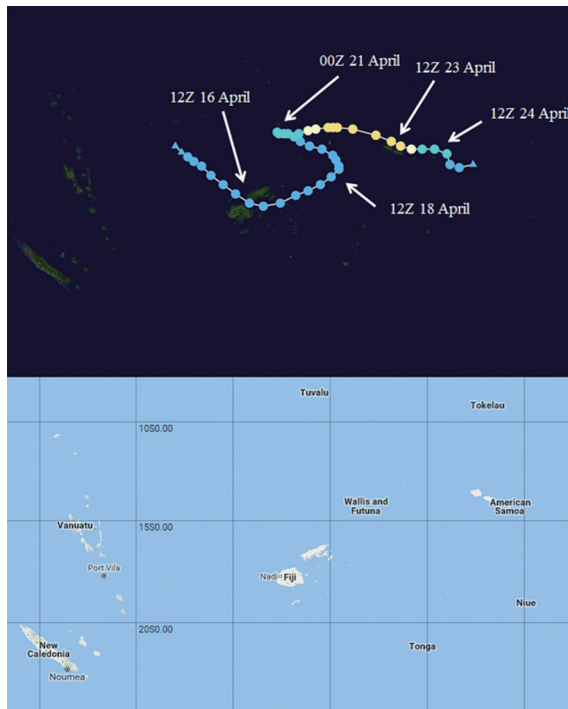 00Z 21 April
12Z 23 April
12Z 16 April
12Z 24 April
12Z 18 April
Tuvalu
Tokelau
10S0.00
Wallis and
Futuna
American
Samoa
15S0.00
Vanuatu
Port Vila
Nadi
Fiji
Niue
20S0.00
New
Caledonia
Tonga
Noumea